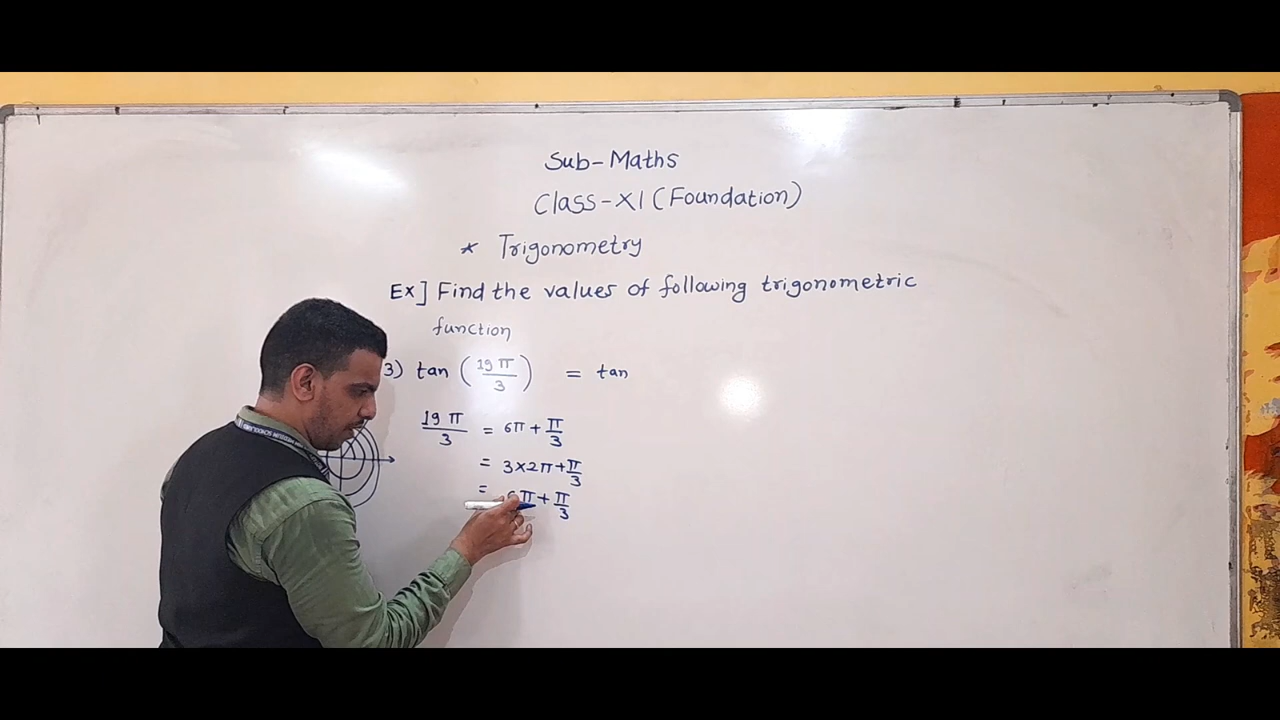 Sub-Maths
Class-XI (Foundation)
* Trigonometry
Ex] Find the values of following trigonometric
function
3) tan (19π/3) = tan
19π/3 = 6π + π/3
= 3×2π + π/3
= 6π + π/3